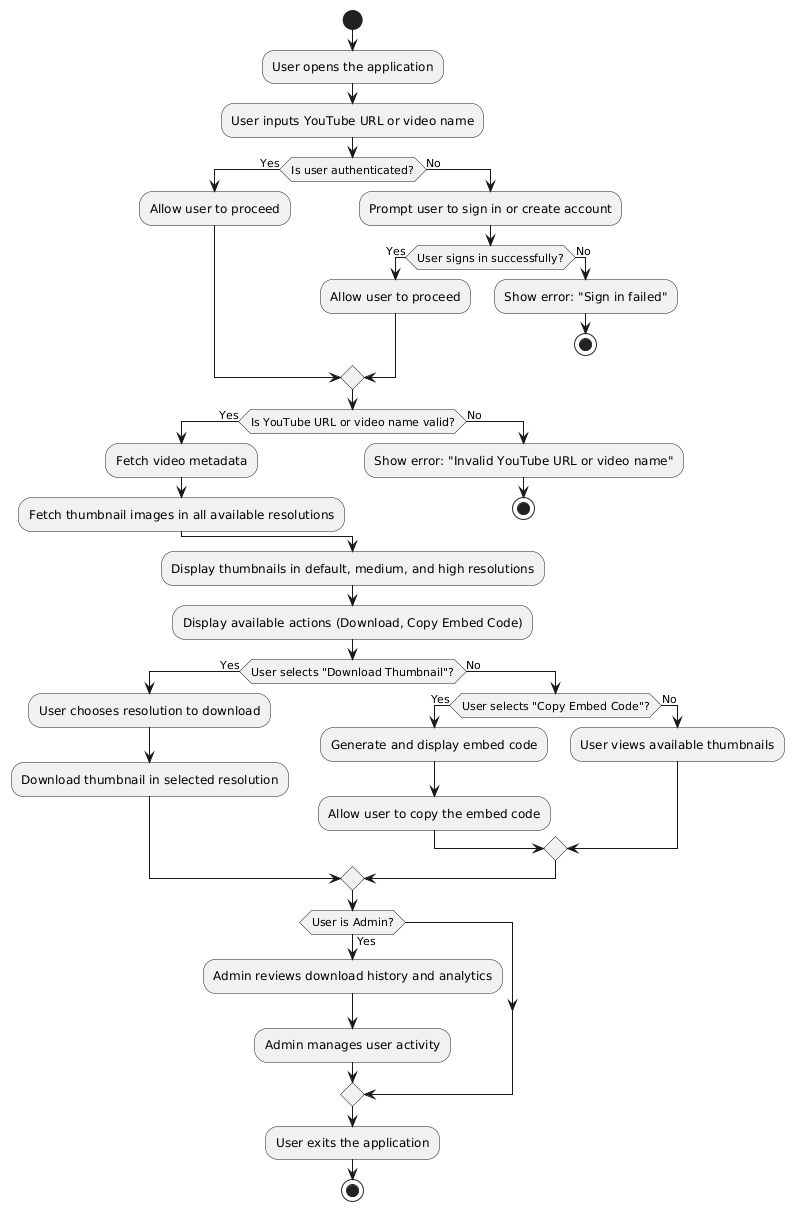 User opens the application
User inputs YouTube URL or video name
Yes
Is user authenticated?
No
Allow user to proceed
Prompt user to sign in or create account
Yes
User signs in successfully?
No
Allow user to proceed
Show error: "Sign in failed"
Yes
Is YouTube URL or video name valid?
No
Fetch video metadata
Show error: "Invalid YouTube URL or video name"
Fetch thumbnail images in all available resolutions
Display thumbnails in default, medium, and high resolutions
Display available actions (Download, Copy Embed Code)
Yes
User selects "Download Thumbnail"?
No
User chooses resolution to download
Yes
User selects "Copy Embed Code"?
No
Generate and display embed code
User views available thumbnails
Download thumbnail in selected resolution
Allow user to copy the embed code
User is Admin?
Yes
Admin reviews download history and analytics
Admin manages user activity
User exits the application